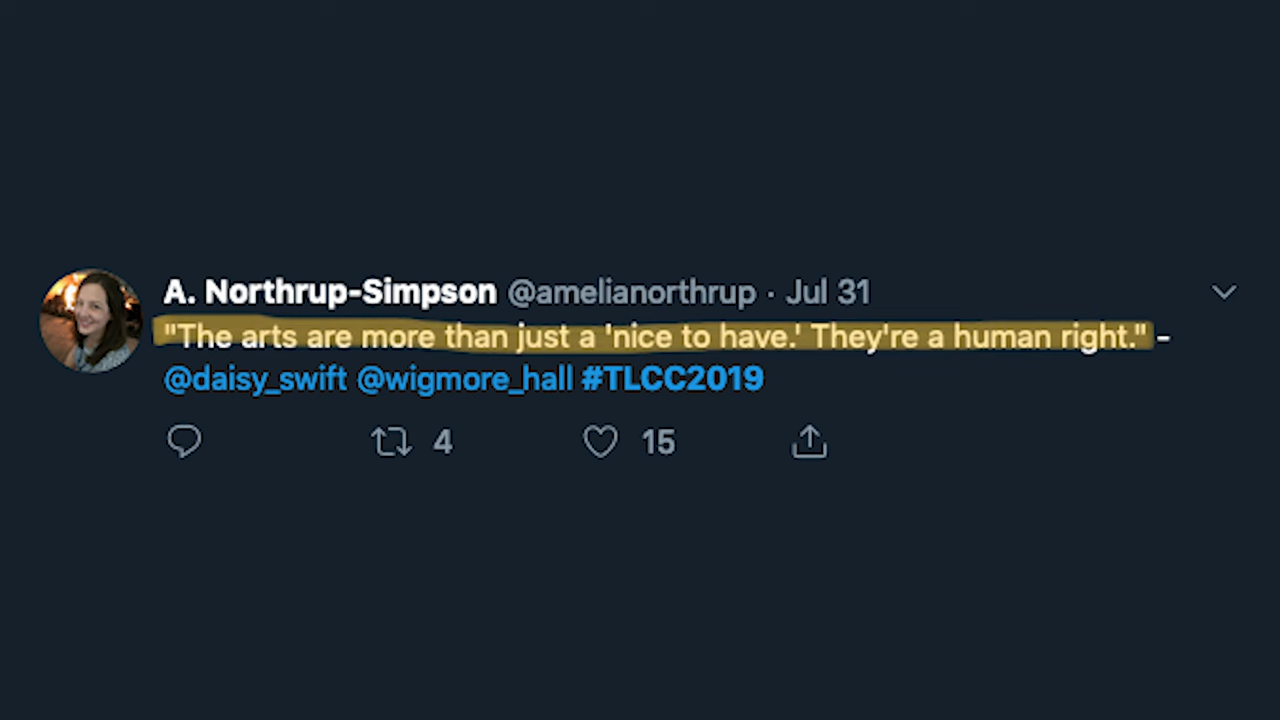 A. Northrup-Simpson @amelianorthrup · Jul 31
"The arts are more than just a 'nice to have.' They're a human right." -
@daisy_swift @wigmore_hall #TLCC2019
4 15